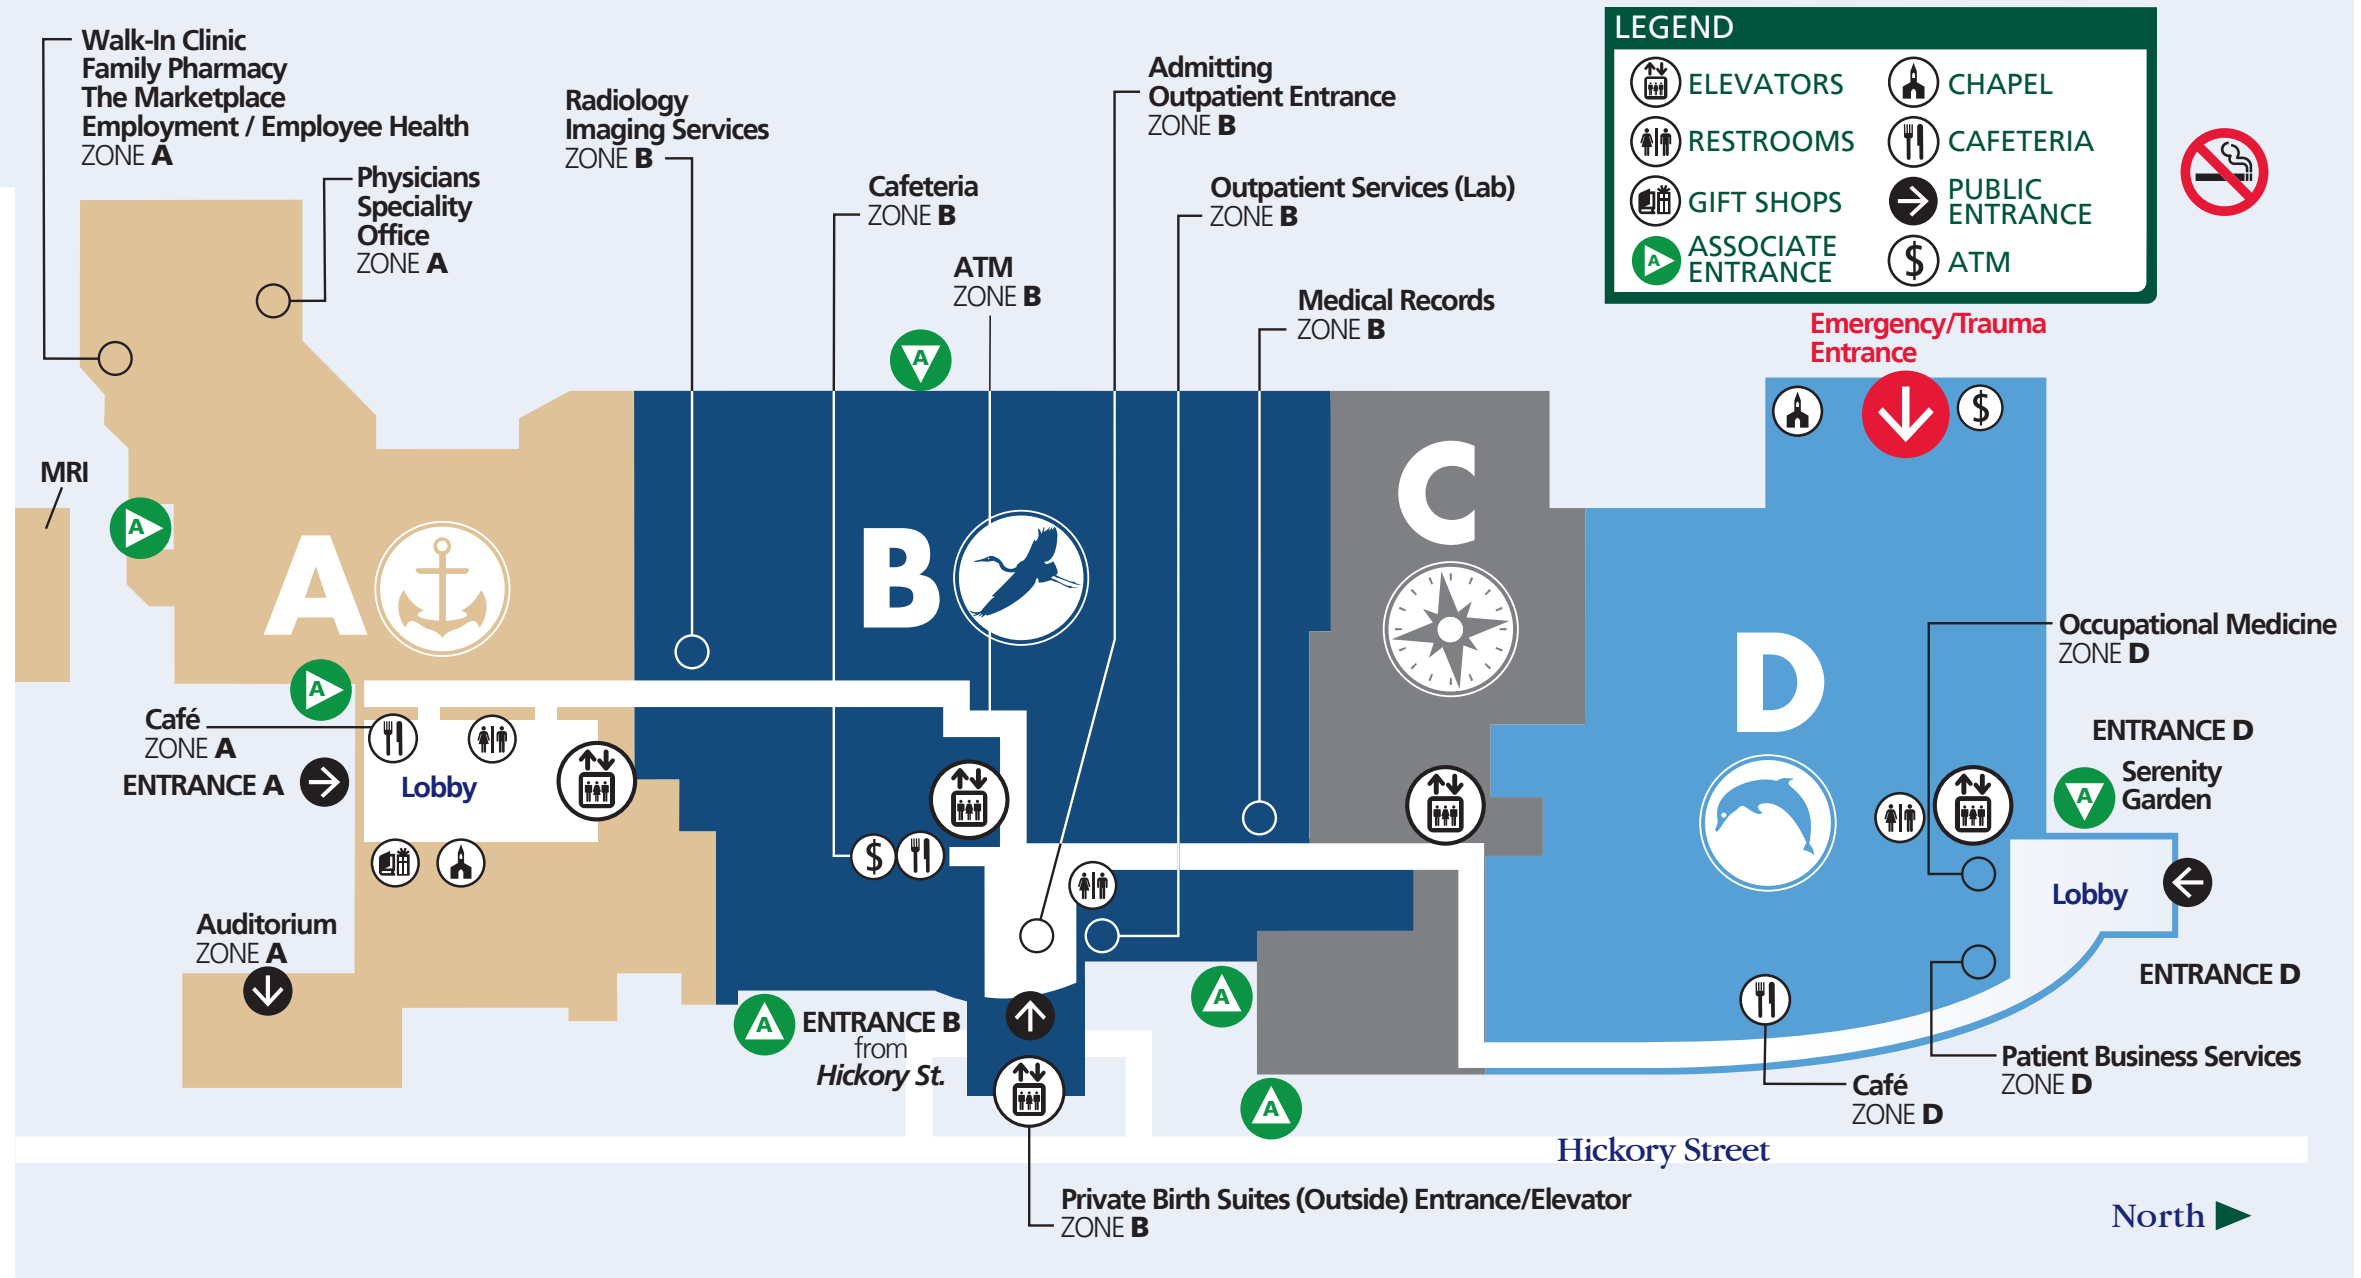 Walk-In Clinic
Family Pharmacy
The Marketplace
Employment / Employee Health
ZONE A
Physicians
Speciality
Office
ZONE A
Radiology
Imaging Services
ZONE B
Cafeteria
ZONE B
ATM
ZONE B
Admitting
Outpatient Entrance
ZONE B
Outpatient Services (Lab)
ZONE B
Medical Records
ZONE B
LEGEND
ELEVATORS
RESTROOMS
GIFT SHOPS
A
ASSOCIATE
ENTRANCE
CHAPEL
CAFETERIA
PUBLIC
ENTRANCE
$
ATM
Emergency/Trauma
Entrance
$
A
MRI
A
A
B
C
D
A
Café
ZONE A
ENTRANCE A
Lobby
Auditorium
ZONE A
$
A
ENTRANCE B
from
Hickory St.
A
A
Occupational Medicine
ZONE D
ENTRANCE D
A
Serenity
Garden
Lobby
ENTRANCE D
Patient Business Services
ZONE D
Café
ZONE D
Hickory Street
Private Birth Suites (Outside) Entrance/Elevator
ZONE B
North